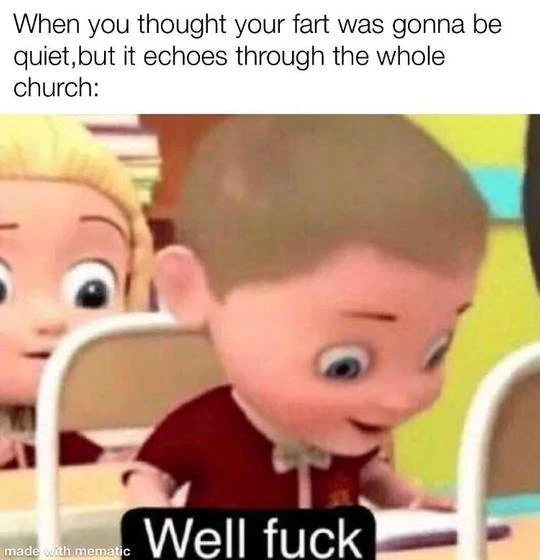 When you thought your fart was gonna be
quiet,but it echoes through the whole
church:
Well fuck
made with mematic